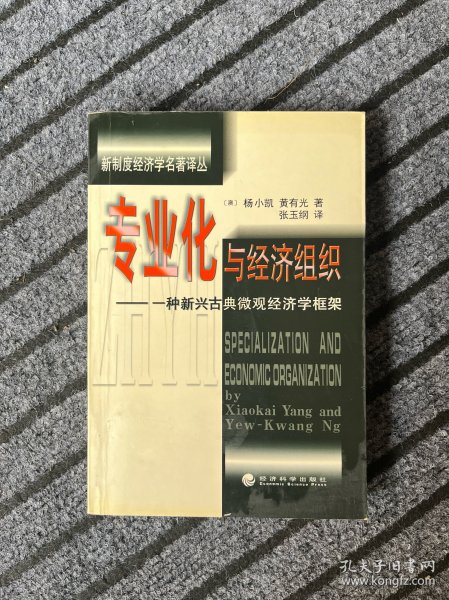 新制度经济学名著译丛
〔澳〕 杨小凯 黄有光 著
张玉纲 译
专业化与经济组织
——一种新兴古典微观经济学框架
SPECIALIZATION AND
ECONOMIC ORGANIZATION
by
Xiaokai Yang and
Yew-Kwang Ng
经济科学出版社
Economic Science Press
孔夫子旧书网
www.kongfz.com